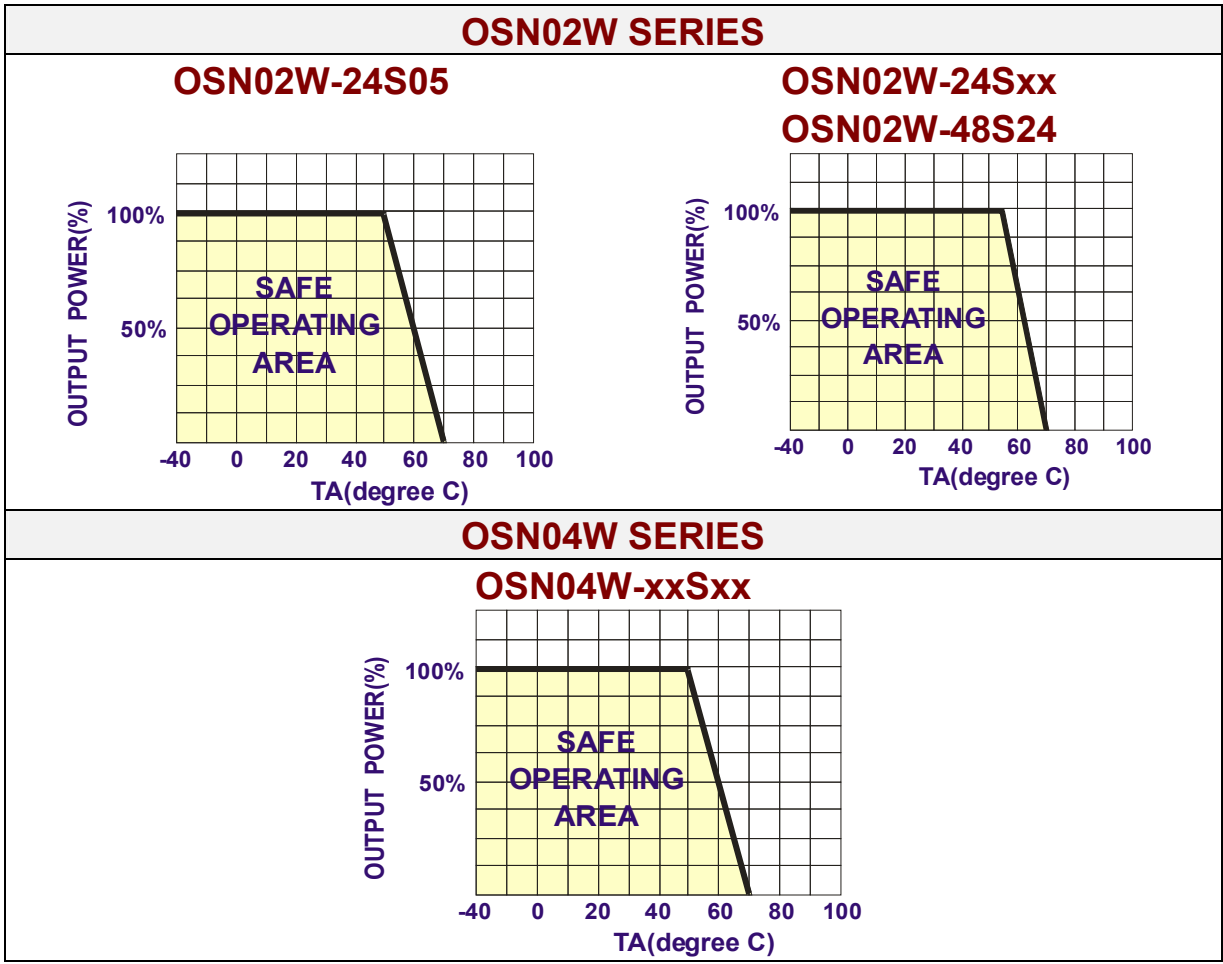 OSN02W SERIES
OSN02W-24S05
OUTPUT POWER(%)
100%
50%
SAFE
OPERATING
AREA
-40 0 20 40 60 80 100
TA(degree C)
OSN02W-24Sxx
OSN02W-48S24
OUTPUT POWER(%)
100%
50%
SAFE
OPERATING
AREA
-40 0 20 40 60 80 100
TA(degree C)
OSN04W SERIES
OSN04W-xxSxx
OUTPUT POWER(%)
100%
50%
SAFE
OPERATING
AREA
-40 0 20 40 60 80 100
TA(degree C)